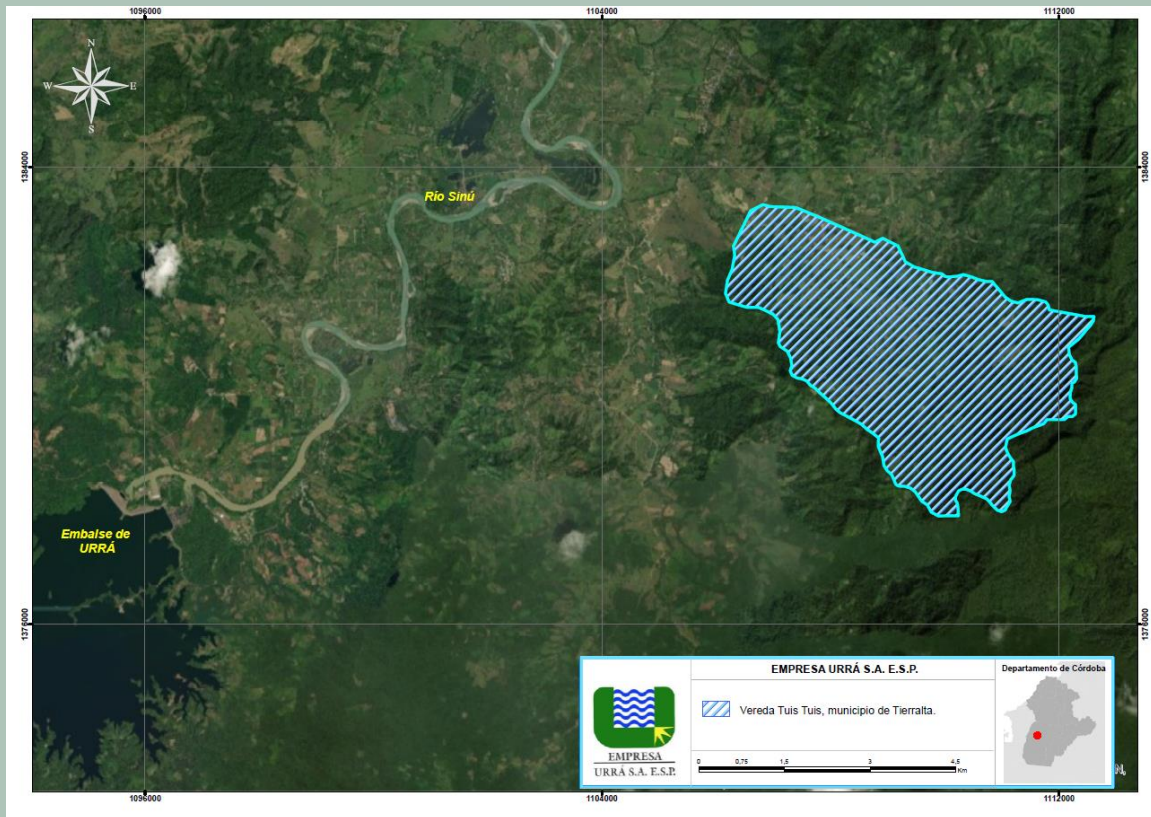 1096000
1104000
1112000
N
W
E
S
1384000
1384000
Río Sinú
Embalse de
URRÁ
1376000
1376000
EMPRESA URRÁ S.A. E.S.P.
Departamento de Córdoba
Vereda Tuis Tuis, municipio de Tierralta.
EMPRESA
URRÁ S.A. E.S.P.
0 0,75 1,5 3 4,5
Km
N,
1096000
1104000
1112000